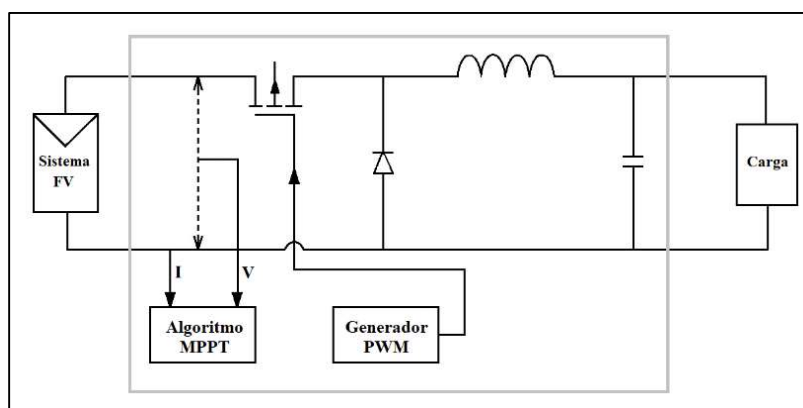 Sistema
FV
Carga
I
V
Algoritmo
MPPT
Generador
PWM